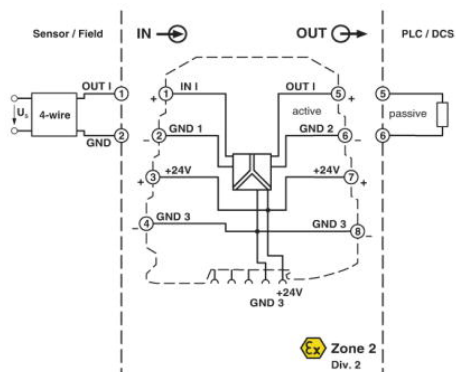 Sensor / Field IN OUT PLC / DCS
OUT I 1 + 1 IN I OUT I 5 + 5
Us 4-wire active passive
GND 2 − 2 GND 1 GND 2 6 − 6
+ 3 +24V +24V 7 +
− 4 GND 3 GND 3 8 −
+24V
GND 3
Ex Zone 2
Div. 2